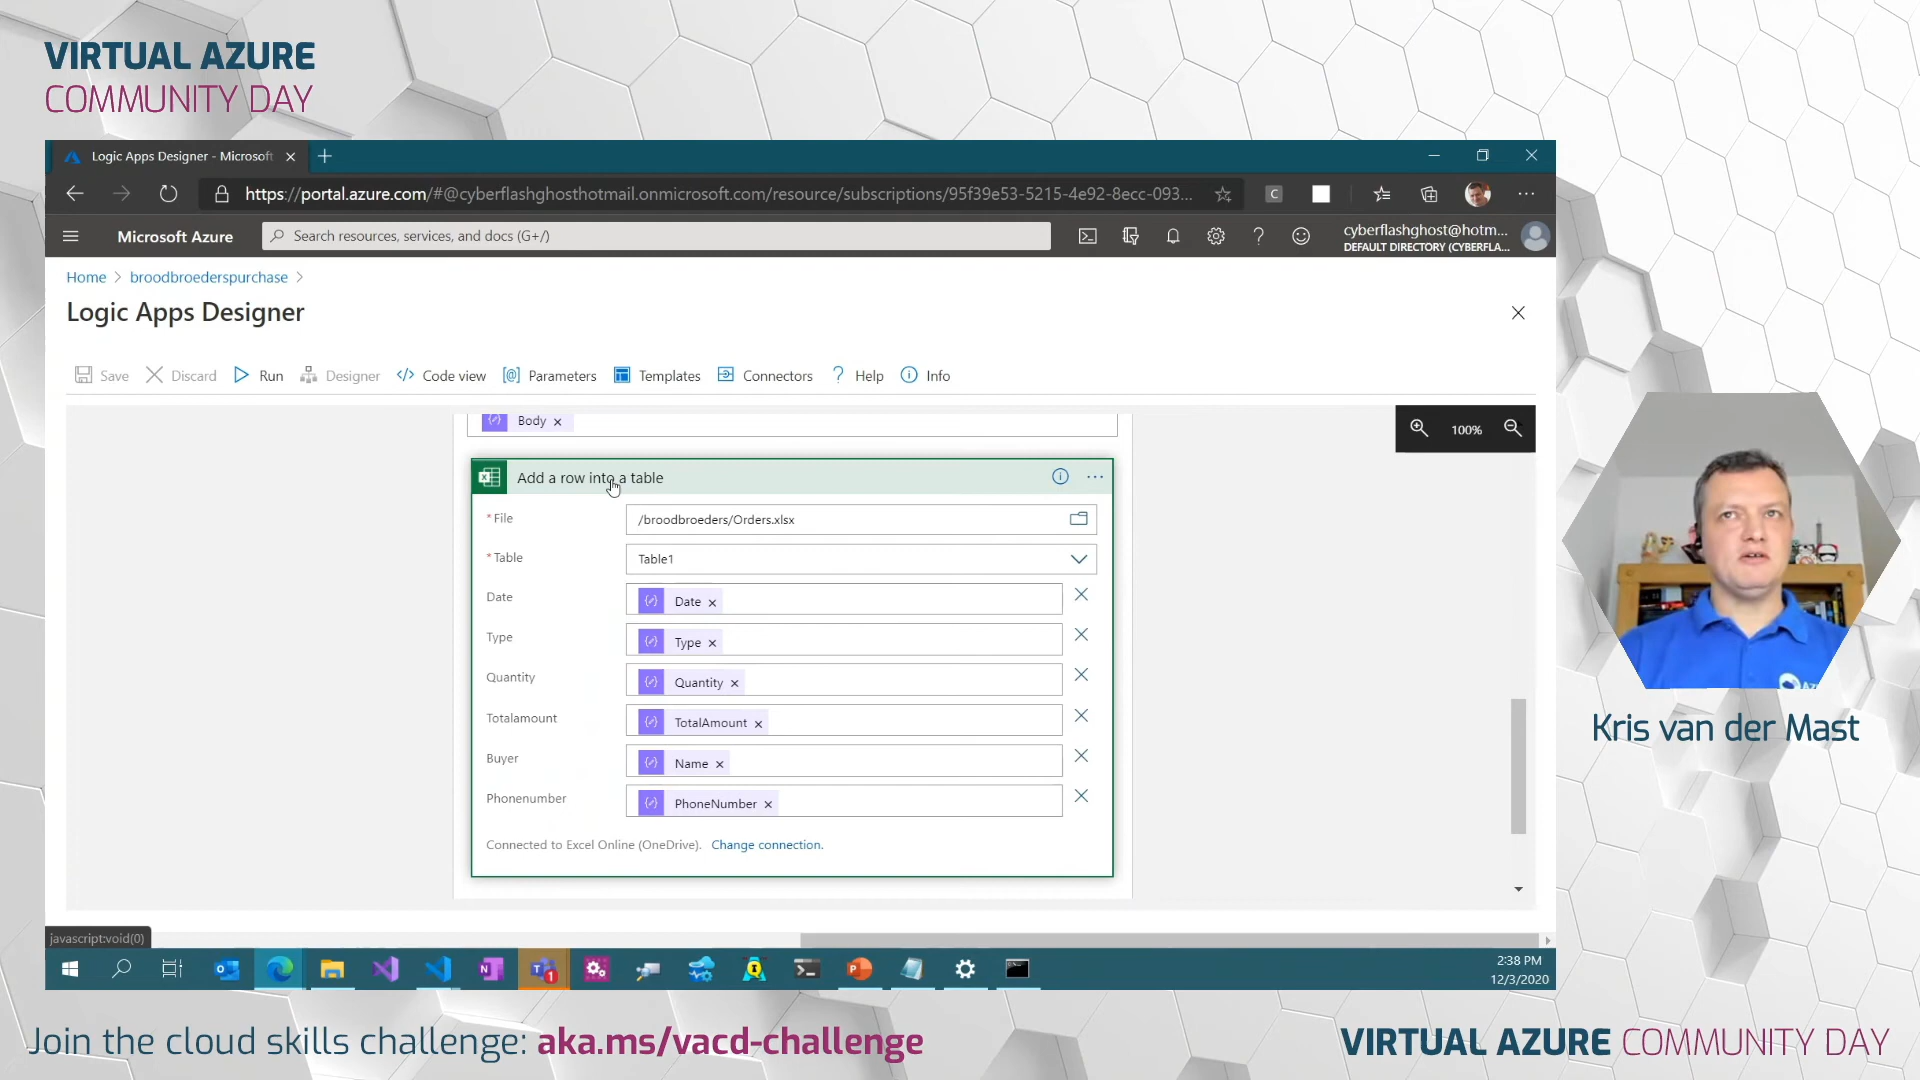 VIRTUAL AZURE
COMMUNITY DAY
Logic Apps Designer - Microsoft
https://portal.azure.com/#@cyberflashghosthotmail.onmicrosoft.com/resource/subscriptions/95f39e53-5215-4e92-8ecc-093...
Microsoft Azure
Search resources, services, and docs (G+/)
cyberflashghost@hotm...
DEFAULT DIRECTORY (CYBERFLA...
Home > broodbroederspurchase >
Logic Apps Designer
Save Discard Run Designer Code view Parameters Templates Connectors Help Info
Body
100%
Add a row into a table
* File
/broodbroeders/Orders.xlsx
* Table
Table1
Date
Date
Type
Type
Quantity
Quantity
Totalamount
TotalAmount
Buyer
Name
Phonenumber
PhoneNumber
Connected to Excel Online (OneDrive). Change connection.
Kris van der Mast
javascript:void(0)
2:38 PM
12/3/2020
Join the cloud skills challenge: aka.ms/vacd-challenge
VIRTUAL AZURE COMMUNITY DAY